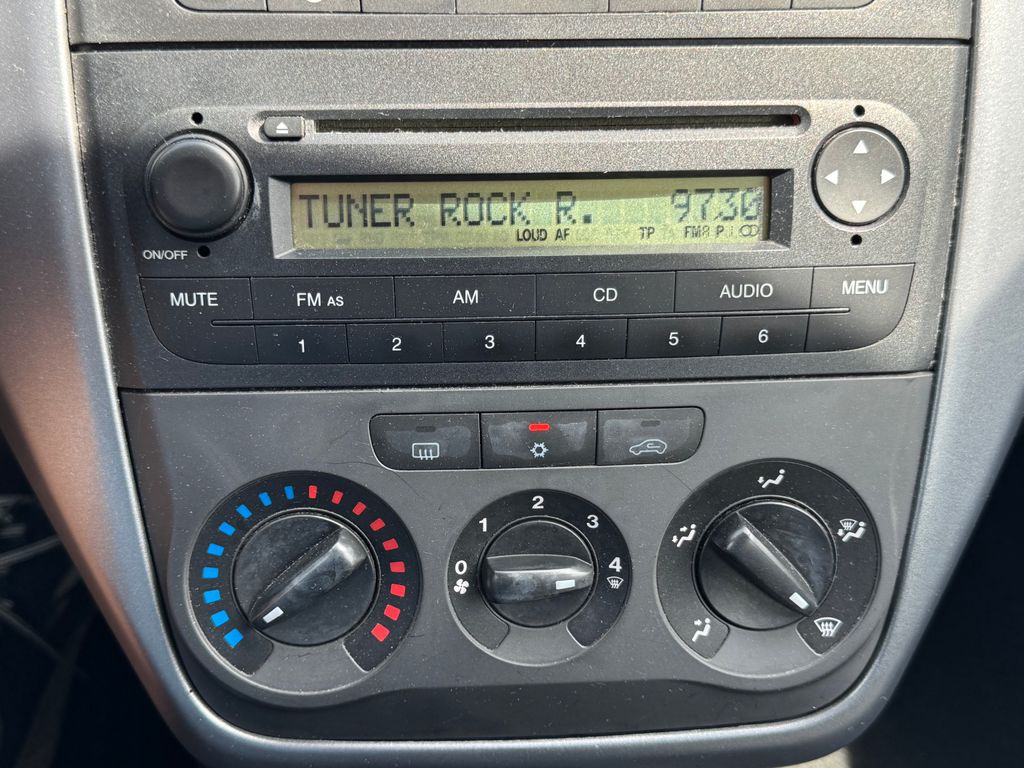 TUNER ROCK R. 9730
LOUD AF TP FM
ON/OFF
MUTE FM AS AM CD AUDIO MENU
1 2 3 4 5 6
0 1 2 3 4